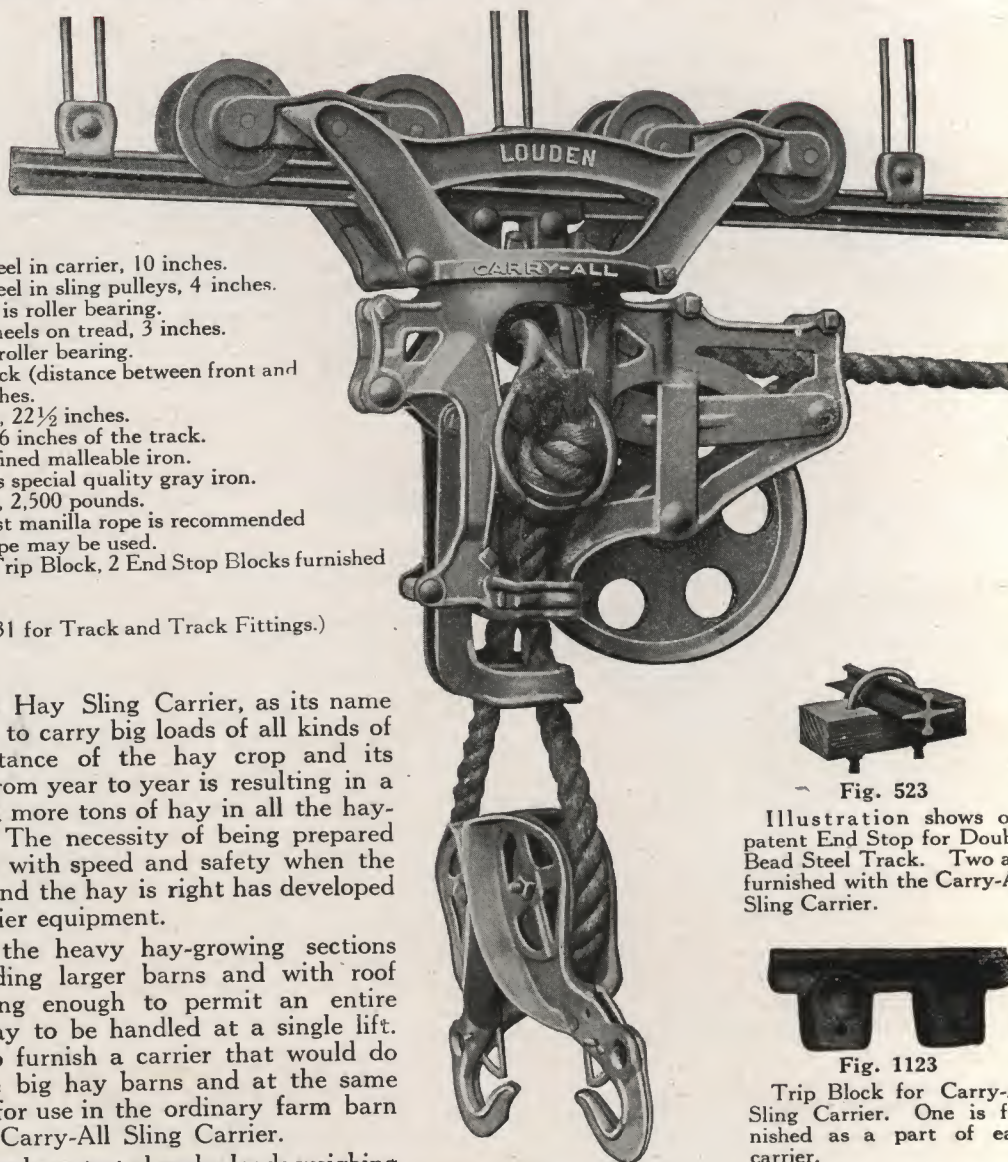 LOUDEN
CARRY-ALL
eel in carrier, 10 inches.
eel in sling pulleys, 4 inches.
is roller bearing.
heels on tread, 3 inches.
roller bearing.
ck (distance between front and
hes.
, 22½ inches.
6 inches of the track.
ined malleable iron.
s special quality gray iron.
, 2,500 pounds.
st manilla rope is recommended
pe may be used.
Trip Block, 2 End Stop Blocks furnished
31 for Track and Track Fittings.)
Hay Sling Carrier, as its name
to carry big loads of all kinds of
tance of the hay crop and its
rom year to year is resulting in a
more tons of hay in all the hay-
The necessity of being prepared
with speed and safety when the
nd the hay is right has developed
ier equipment.
the heavy hay-growing sections
ding larger barns and with roof
ng enough to permit an entire
ay to be handled at a single lift.
o furnish a carrier that would do
big hay barns and at the same
for use in the ordinary farm barn
Carry-All Sling Carrier.
loads weighing
Fig. 523
Illustration shows o
patent End Stop for Doub
Bead Steel Track. Two a
furnished with the Carry-A
Sling Carrier.
Fig. 1123
Trip Block for Carry-
Sling Carrier. One is f
nished as a part of ea
carrier.